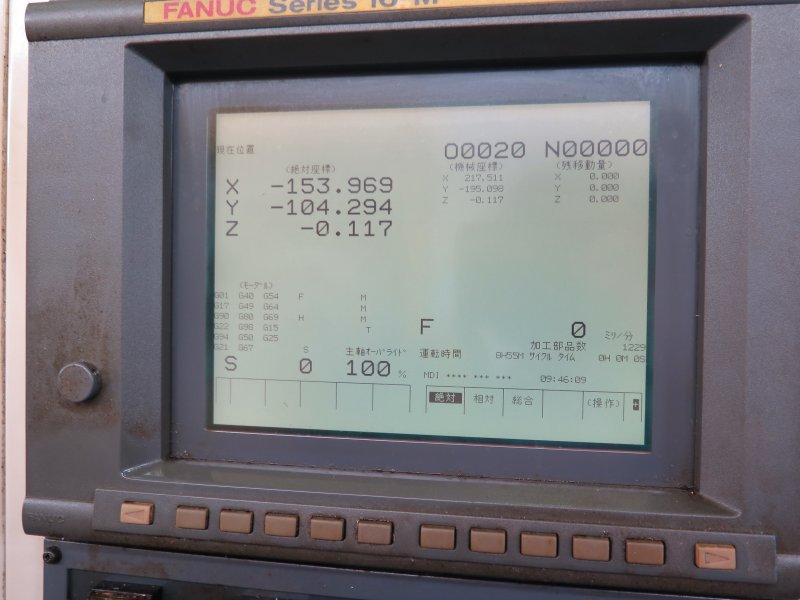 FANUC Series 16-M
現在位置 O0020 N00000
(絶対座標) (機械座標) (残移動量)
X -153.969 X 217.511 X 0.000
Y -104.294 Y -195.098 Y 0.000
Z -0.117 Z -0.117 Z 0.000
(モーダル)
G01 G40 G54 F M
G17 G49 G64 M
G90 G80 G69 H M
G22 G98 G15 T
G94 G50 G25
G21 G67 S
F 0 ミリ/分
加工部品数 1229
運転時間 8H55M サイクル タイム 0H 0M 0S
主軸オーバライド
S 0 100 %
MDI **** *** *** 09:46:09
絶対 相対 総合 (操作)